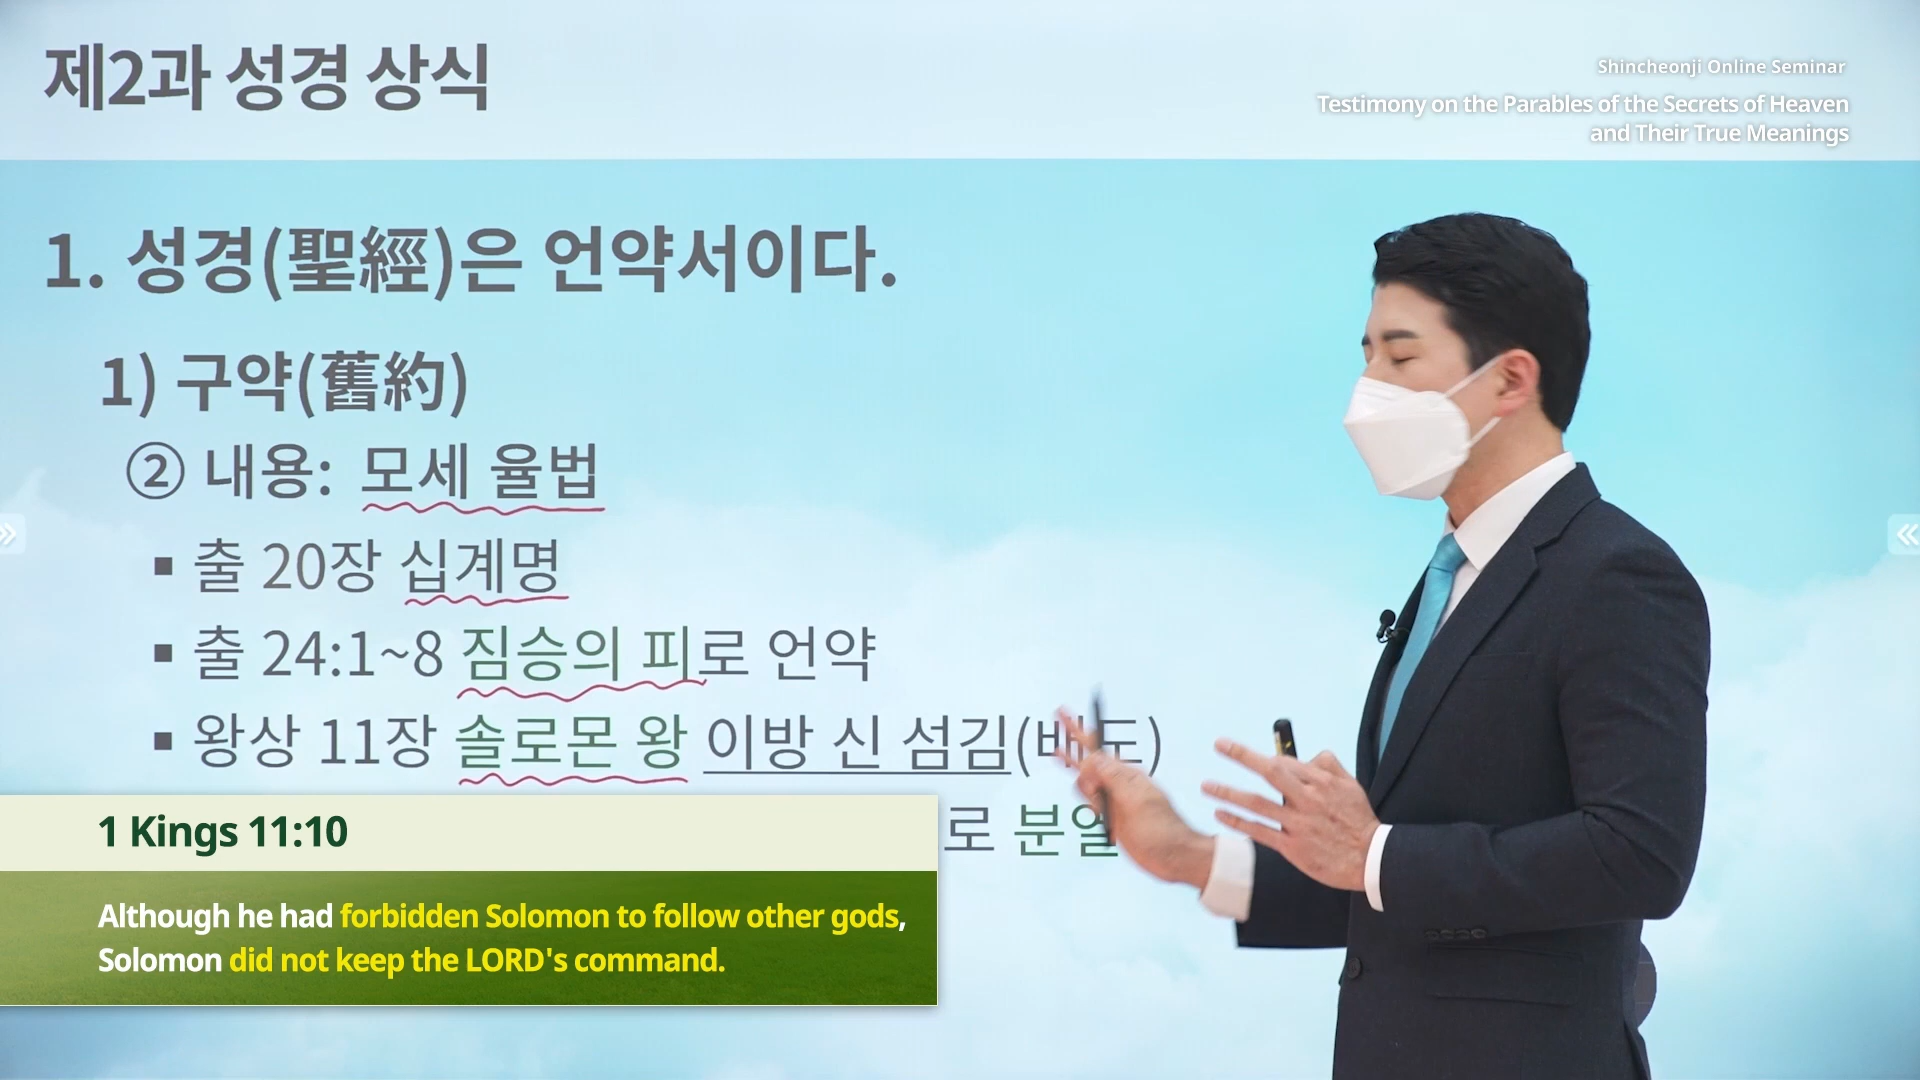 제2과 성경 상식
Shincheonji Online Seminar
Testimony on the Parables of the Secrets of Heaven
and Their True Meanings
1. 성경(聖經)은 언약서이다.
1) 구약(舊約)
② 내용: 모세 율법
▪ 출 20장 십계명
▪ 출 24:1~8 짐승의 피로 언약
▪ 왕상 11장 솔로몬 왕 이방 신 섬김
로 분열
1 Kings 11:10
Although he had forbidden Solomon to follow other gods,
Solomon did not keep the LORD's command.